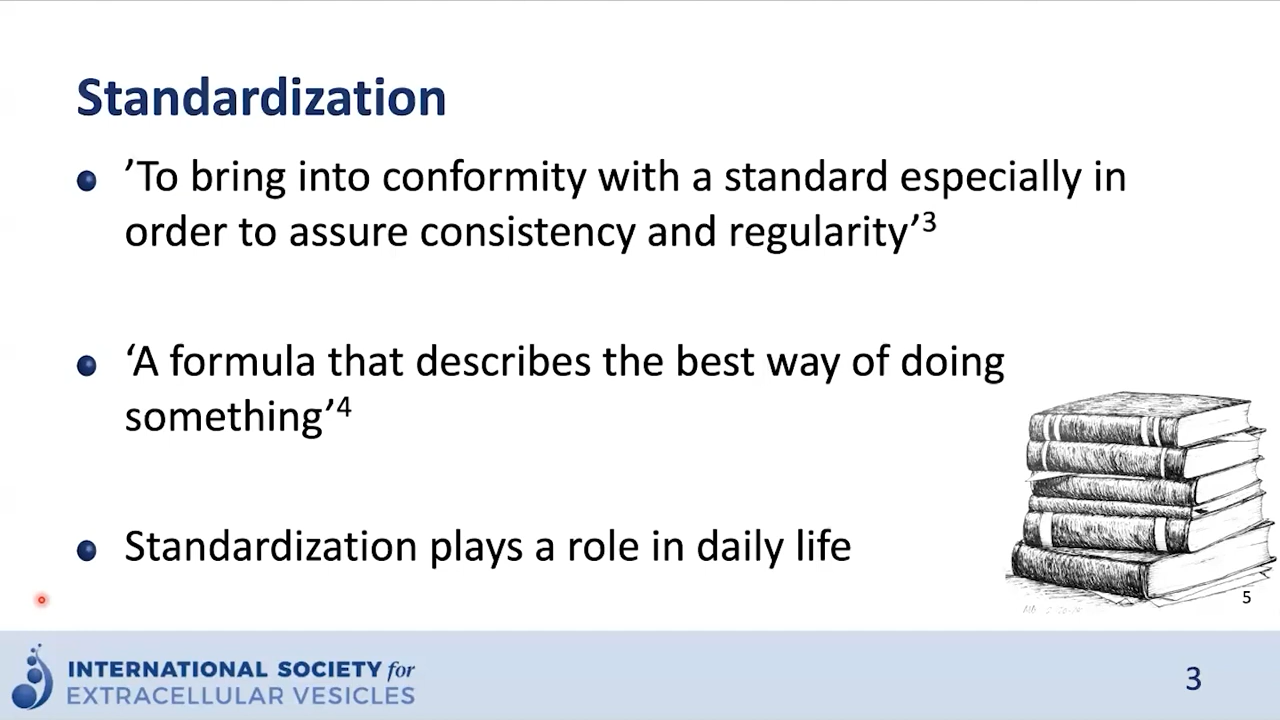 Standardization
’To bring into conformity with a standard especially in
order to assure consistency and regularity’3
‘A formula that describes the best way of doing
something’4
Standardization plays a role in daily life
5
INTERNATIONAL SOCIETY for
EXTRACELLULAR VESICLES
3